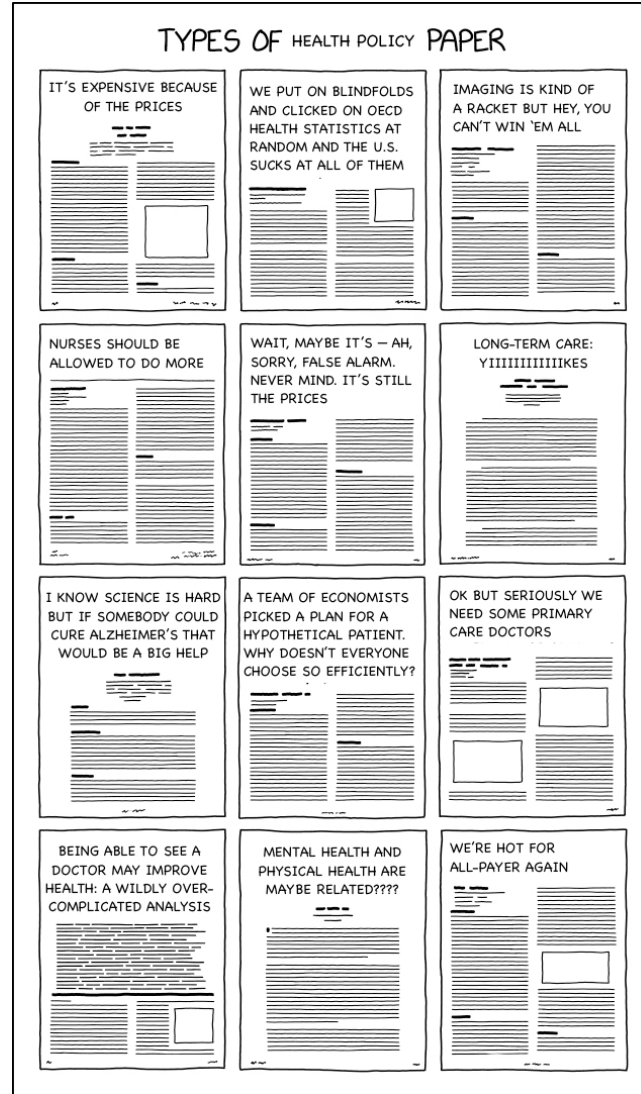 TYPES OF HEALTH POLICY PAPER
IT'S EXPENSIVE BECAUSE
OF THE PRICES
WE PUT ON BLINDFOLDS
AND CLICKED ON OECD
HEALTH STATISTICS AT
RANDOM AND THE U.S.
SUCKS AT ALL OF THEM
IMAGING IS KIND OF
A RACKET BUT HEY, YOU
CAN'T WIN 'EM ALL
NURSES SHOULD BE
ALLOWED TO DO MORE
WAIT, MAYBE IT'S – AH,
SORRY, FALSE ALARM.
NEVER MIND. IT'S STILL
THE PRICES
LONG-TERM CARE:
YIIIIIIIIIIIIKES
I KNOW SCIENCE IS HARD
BUT IF SOMEBODY COULD
CURE ALZHEIMER'S THAT
WOULD BE A BIG HELP
A TEAM OF ECONOMISTS
PICKED A PLAN FOR A
HYPOTHETICAL PATIENT.
WHY DOESN'T EVERYONE
CHOOSE SO EFFICIENTLY?
OK BUT SERIOUSLY WE
NEED SOME PRIMARY
CARE DOCTORS
BEING ABLE TO SEE A
DOCTOR MAY IMPROVE
HEALTH: A WILDLY OVER-
COMPLICATED ANALYSIS
MENTAL HEALTH AND
PHYSICAL HEALTH ARE
MAYBE RELATED????
WE'RE HOT FOR
ALL-PAYER AGAIN